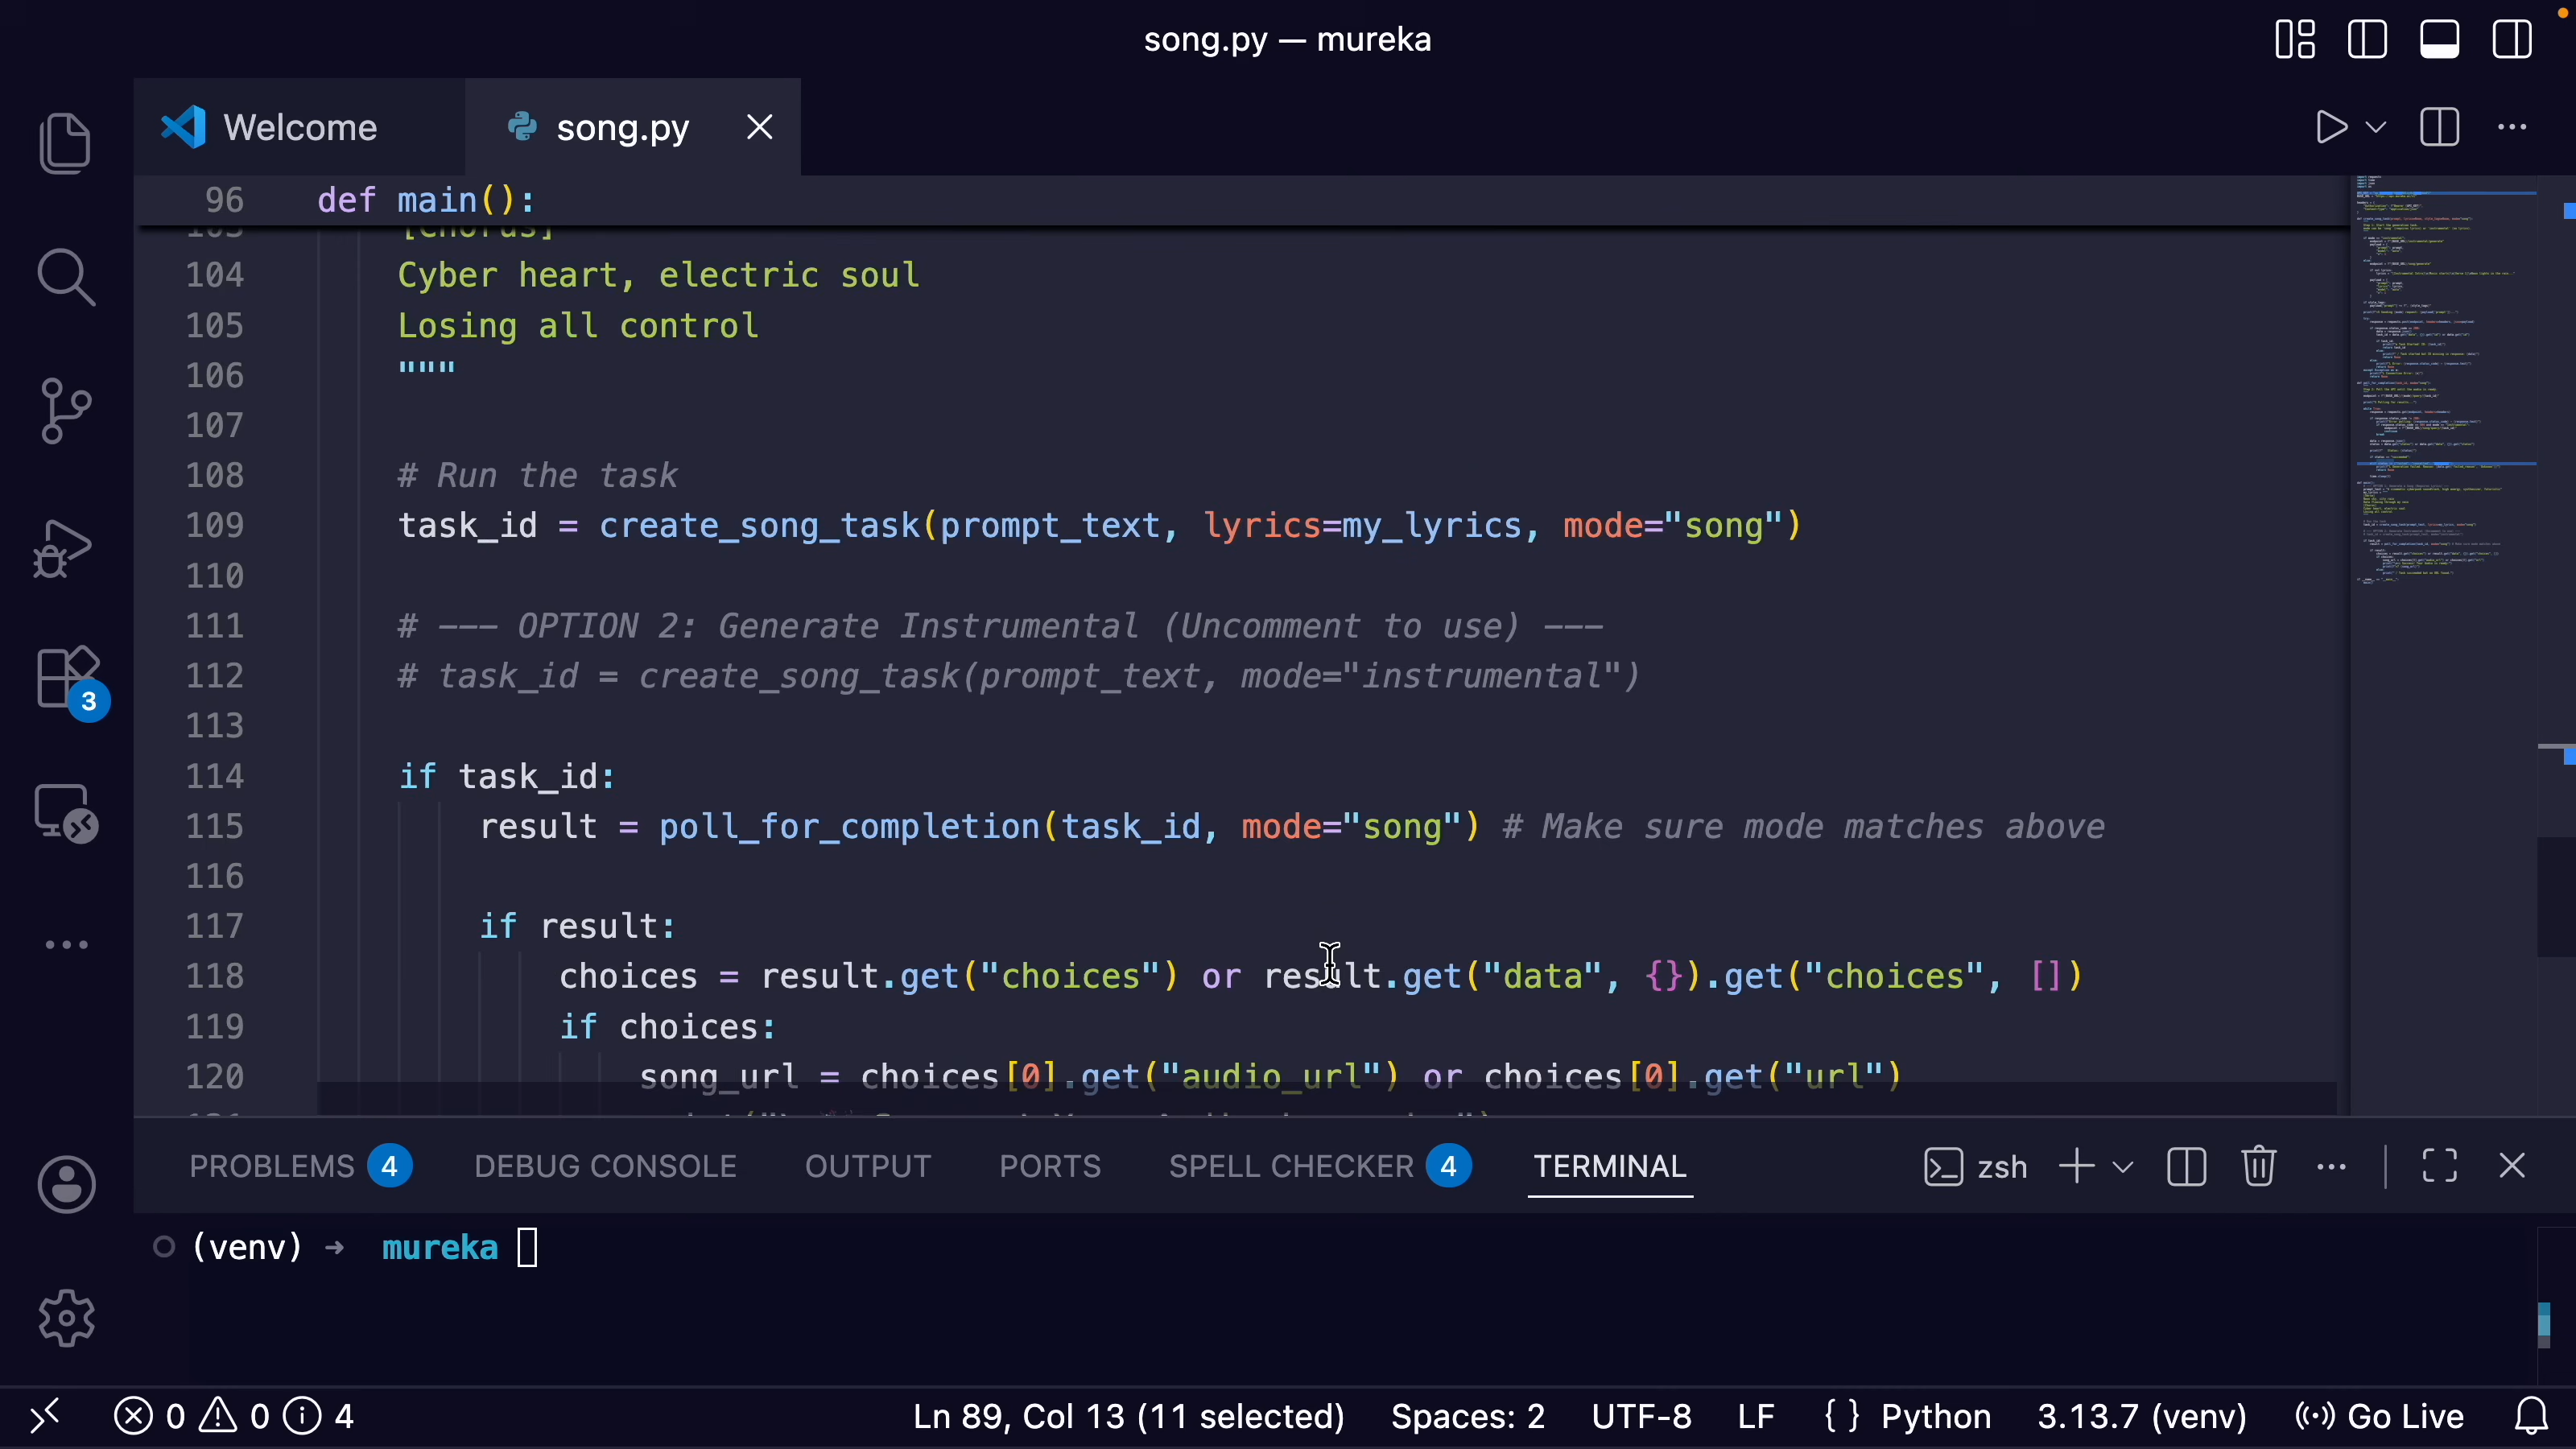 song.py — mureka
Welcome
song.py
96 def main():
103 [Chorus]
104 Cyber heart, electric soul
105 Losing all control
106 """
107
108 # Run the task
109 task_id = create_song_task(prompt_text, lyrics=my_lyrics, mode="song")
110
111 # --- OPTION 2: Generate Instrumental (Uncomment to use) ---
112 # task_id = create_song_task(prompt_text, mode="instrumental")
113
114 if task_id:
115 result = poll_for_completion(task_id, mode="song") # Make sure mode matches above
116
117 if result:
118 choices = result.get("choices") or result.get("data", {}).get("choices", [])
119 if choices:
120 song_url = choices[0].get("audio_url") or choices[0].get("url")
3
PROBLEMS 4 DEBUG CONSOLE OUTPUT PORTS SPELL CHECKER 4 TERMINAL zsh
(venv) → mureka
0 0 4 Ln 89, Col 13 (11 selected) Spaces: 2 UTF-8 LF {} Python 3.13.7 (venv) Go Live